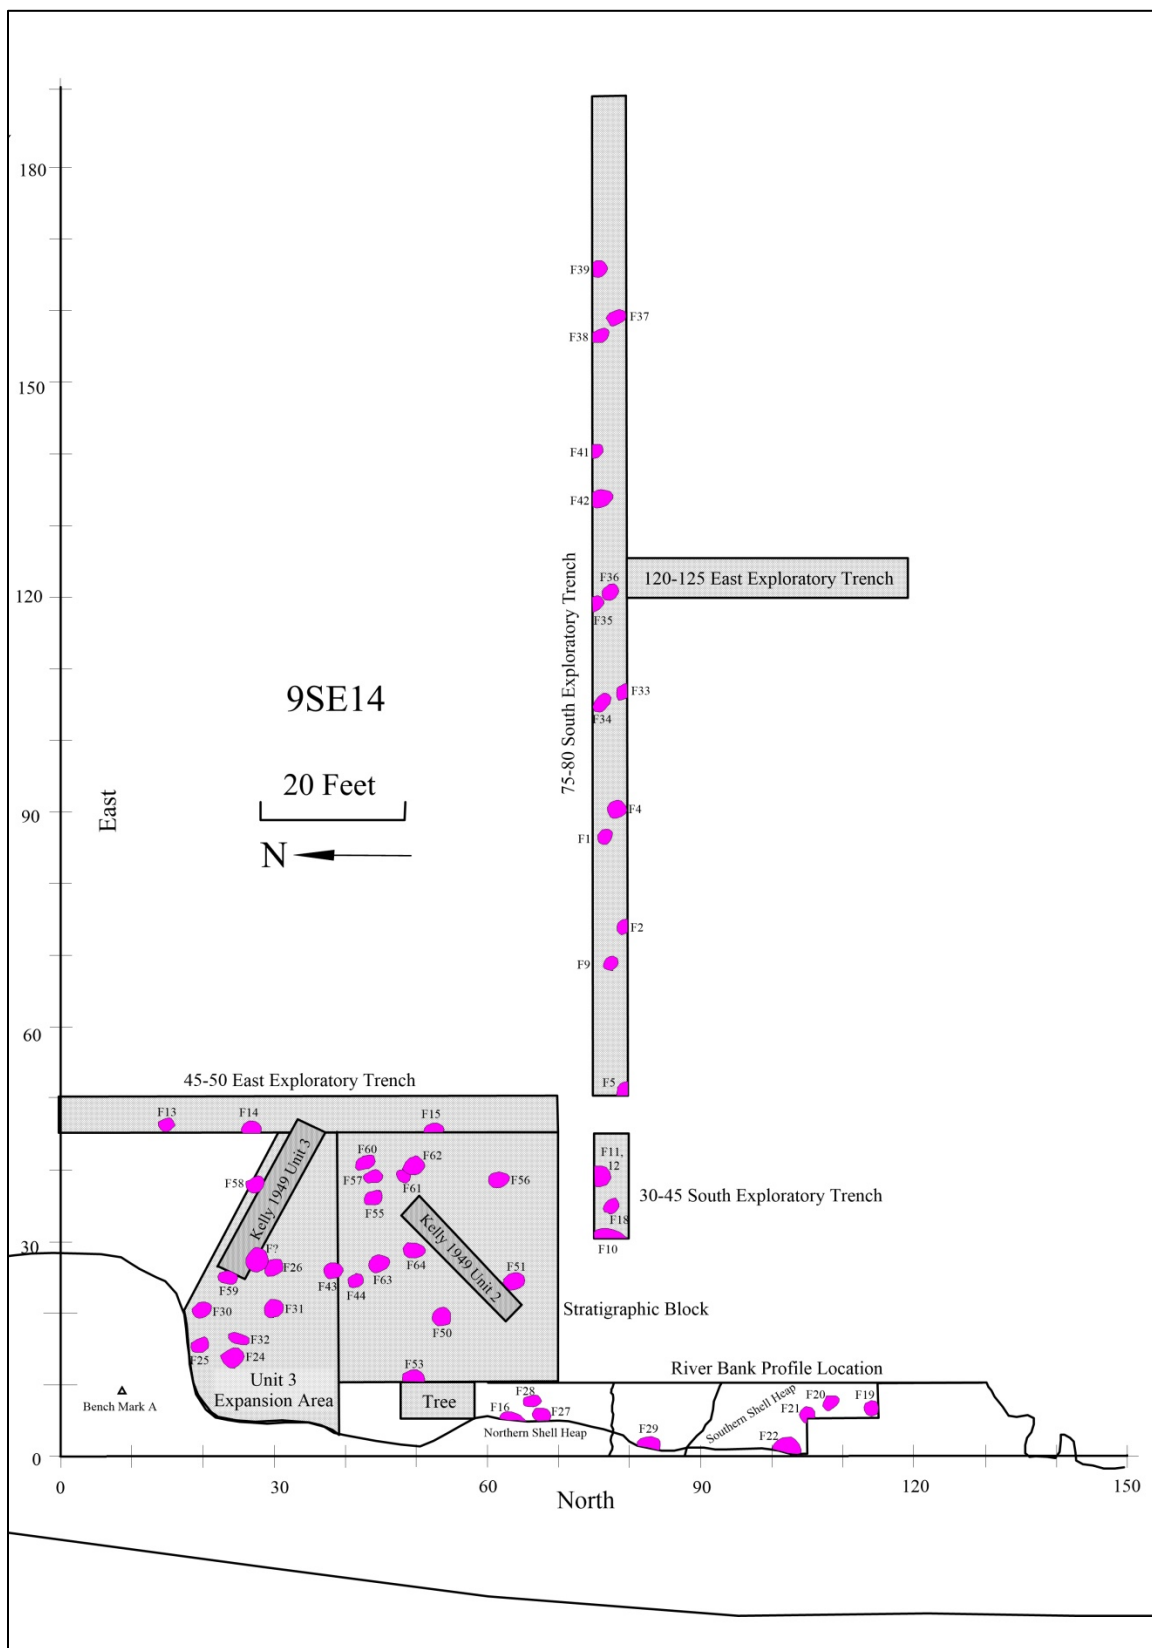 180
F39
F37
F38
150
F41
F42
75-80 South Exploratory Trench
F36
120-125 East Exploratory Trench
120
F35
9SE14
F33
F34
20 Feet
East
90
F4
F1
N
F2
F9
60
F5
45-50 East Exploratory Trench
F13
F14
F15
Kelly 1949 Unit 3
F60
F62
F11,
12
F58
F57
F61
F56
30-45 South Exploratory Trench
F55
F18
Kelly 1949 Unit 2
30
F?
F10
F26
F43
F63
F64
F51
F59
F44
F30
F31
Stratigraphic Block
F50
F32
F25
F24
F53
River Bank Profile Location
Unit 3
Expansion Area
Bench Mark A
Tree
F28
F16
F27
Northern Shell Heap
F29
Southern Shell Heap
F20
F19
F21
F22
0
0
30
60
90
120
150
North